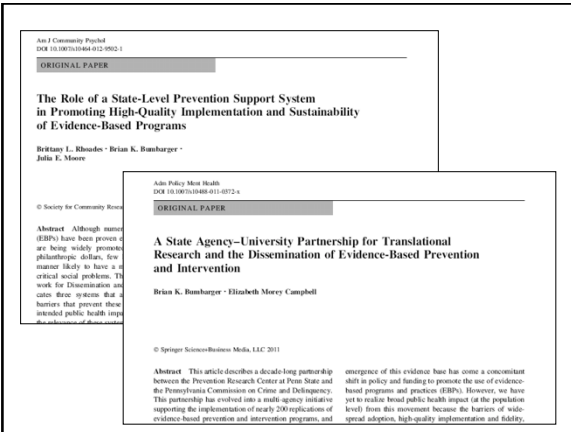 Am J Community Psychol
DOI 10.1007/s10464-012-9502-1
ORIGINAL PAPER
The Role of a State-Level Prevention Support System
in Promoting High-Quality Implementation and Sustainability
of Evidence-Based Programs
Brittany L. Rhoades · Brian K. Bumbarger ·
Julia E. Moore
© Society for Community Resea
Abstract Although numer
(EBPs) have been proven e
are being widely promote
philanthropic dollars, few
manner likely to have a m
critical social problems. Th
work for Dissemination and
cates three systems that a
barriers that prevent these
intended public health impa
Adm Policy Ment Health
DOI 10.1007/s10488-011-0372-x
ORIGINAL PAPER
A State Agency–University Partnership for Translational
Research and the Dissemination of Evidence-Based Prevention
and Intervention
Brian K. Bumbarger · Elizabeth Morey Campbell
© Springer Science+Business Media, LLC 2011
Abstract This article describes a decade-long partnership
between the Prevention Research Center at Penn State and
the Pennsylvania Commission on Crime and Delinquency.
This partnership has evolved into a multi-agency initiative
supporting the implementation of nearly 200 replications of
evidence-based prevention and intervention programs, and
emergence of this evidence base has come a concomitant
shift in policy and funding to promote the use of evidence-
based programs and practices (EBPs). However, we have
yet to realize broad public health impact (at the population
level) from this movement because the barriers of wide-
spread adoption, high-quality implementation and fidelity,